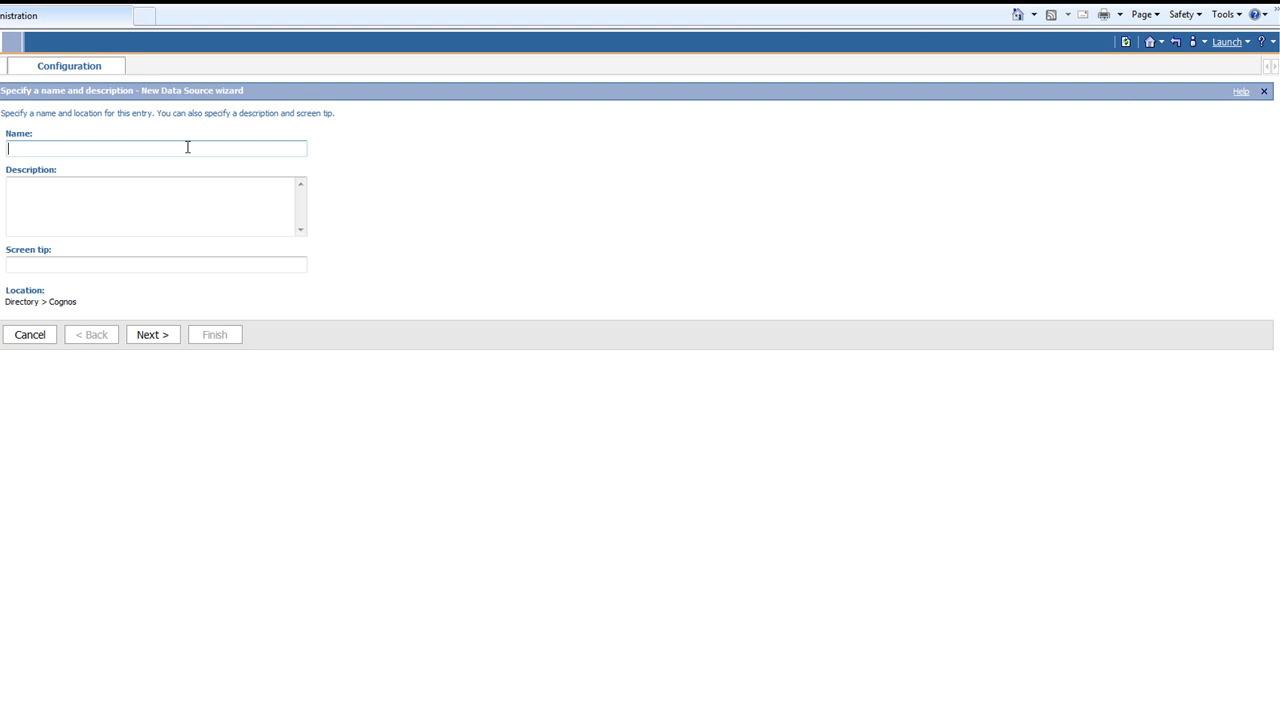 nistration
Page Safety Tools
Launch ?
Configuration
Specify a name and description - New Data Source wizard Help
Specify a name and location for this entry. You can also specify a description and screen tip.
Name:
Description:
Screen tip:
Location:
Directory > Cognos
Cancel < Back Next > Finish